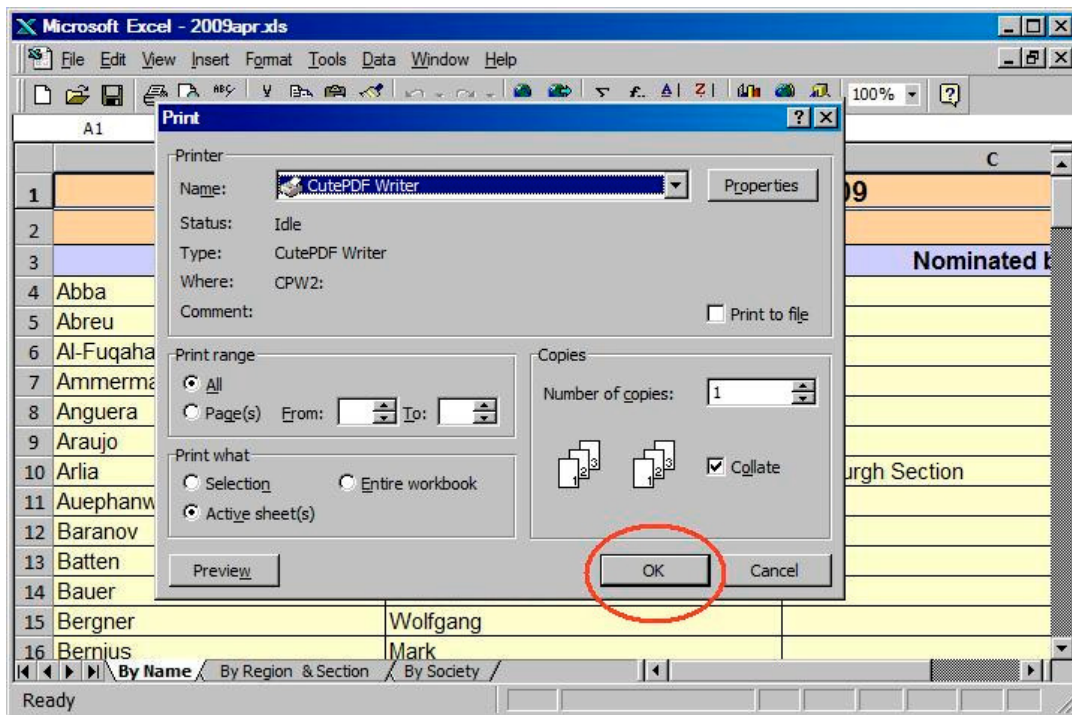 Microsoft Excel - 2009apr.xls
File Edit View Insert Format Tools Data Window Help
100%
A1
Print
Printer
Name: CutePDF Writer Properties
Status: Idle
Type: CutePDF Writer
Where: CPW2:
Comment: Print to file
Print range
All
Page(s) From: To:
Copies
Number of copies: 1
Collate
Print what
Selection Entire workbook
Active sheet(s)
Preview OK Cancel
C
1 09
2
3 Nominated b
4 Abba
5 Abreu
6 Al-Fuqaha
7 Ammerma
8 Anguera
9 Araujo
10 Arlia urgh Section
11 Auephanw
12 Baranov
13 Batten
14 Bauer
15 Bergner Wolfgang
16 Bernius Mark
By Name By Region & Section By Society
Ready